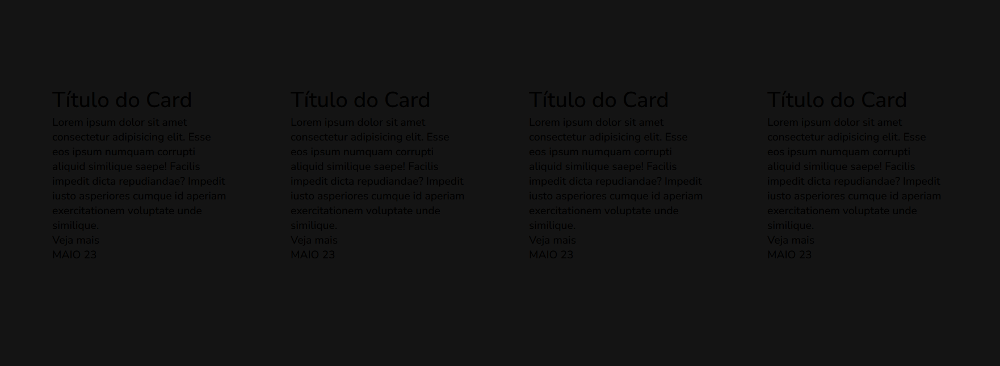 Título do Card
Lorem ipsum dolor sit amet
consectetur adipisicing elit. Esse
eos ipsum numquam corrupti
aliquid similique saepe! Facilis
impedit dicta repudiandae? Impedit
iusto asperiores cumque id aperiam
exercitationem voluptate unde
similique.
Veja mais
MAIO 23
Título do Card
Lorem ipsum dolor sit amet
consectetur adipisicing elit. Esse
eos ipsum numquam corrupti
aliquid similique saepe! Facilis
impedit dicta repudiandae? Impedit
iusto asperiores cumque id aperiam
exercitationem voluptate unde
similique.
Veja mais
MAIO 23
Título do Card
Lorem ipsum dolor sit amet
consectetur adipisicing elit. Esse
eos ipsum numquam corrupti
aliquid similique saepe! Facilis
impedit dicta repudiandae? Impedit
iusto asperiores cumque id aperiam
exercitationem voluptate unde
similique.
Veja mais
MAIO 23
Título do Card
Lorem ipsum dolor sit amet
consectetur adipisicing elit. Esse
eos ipsum numquam corrupti
aliquid similique saepe! Facilis
impedit dicta repudiandae? Impedit
iusto asperiores cumque id aperiam
exercitationem voluptate unde
similique.
Veja mais
MAIO 23